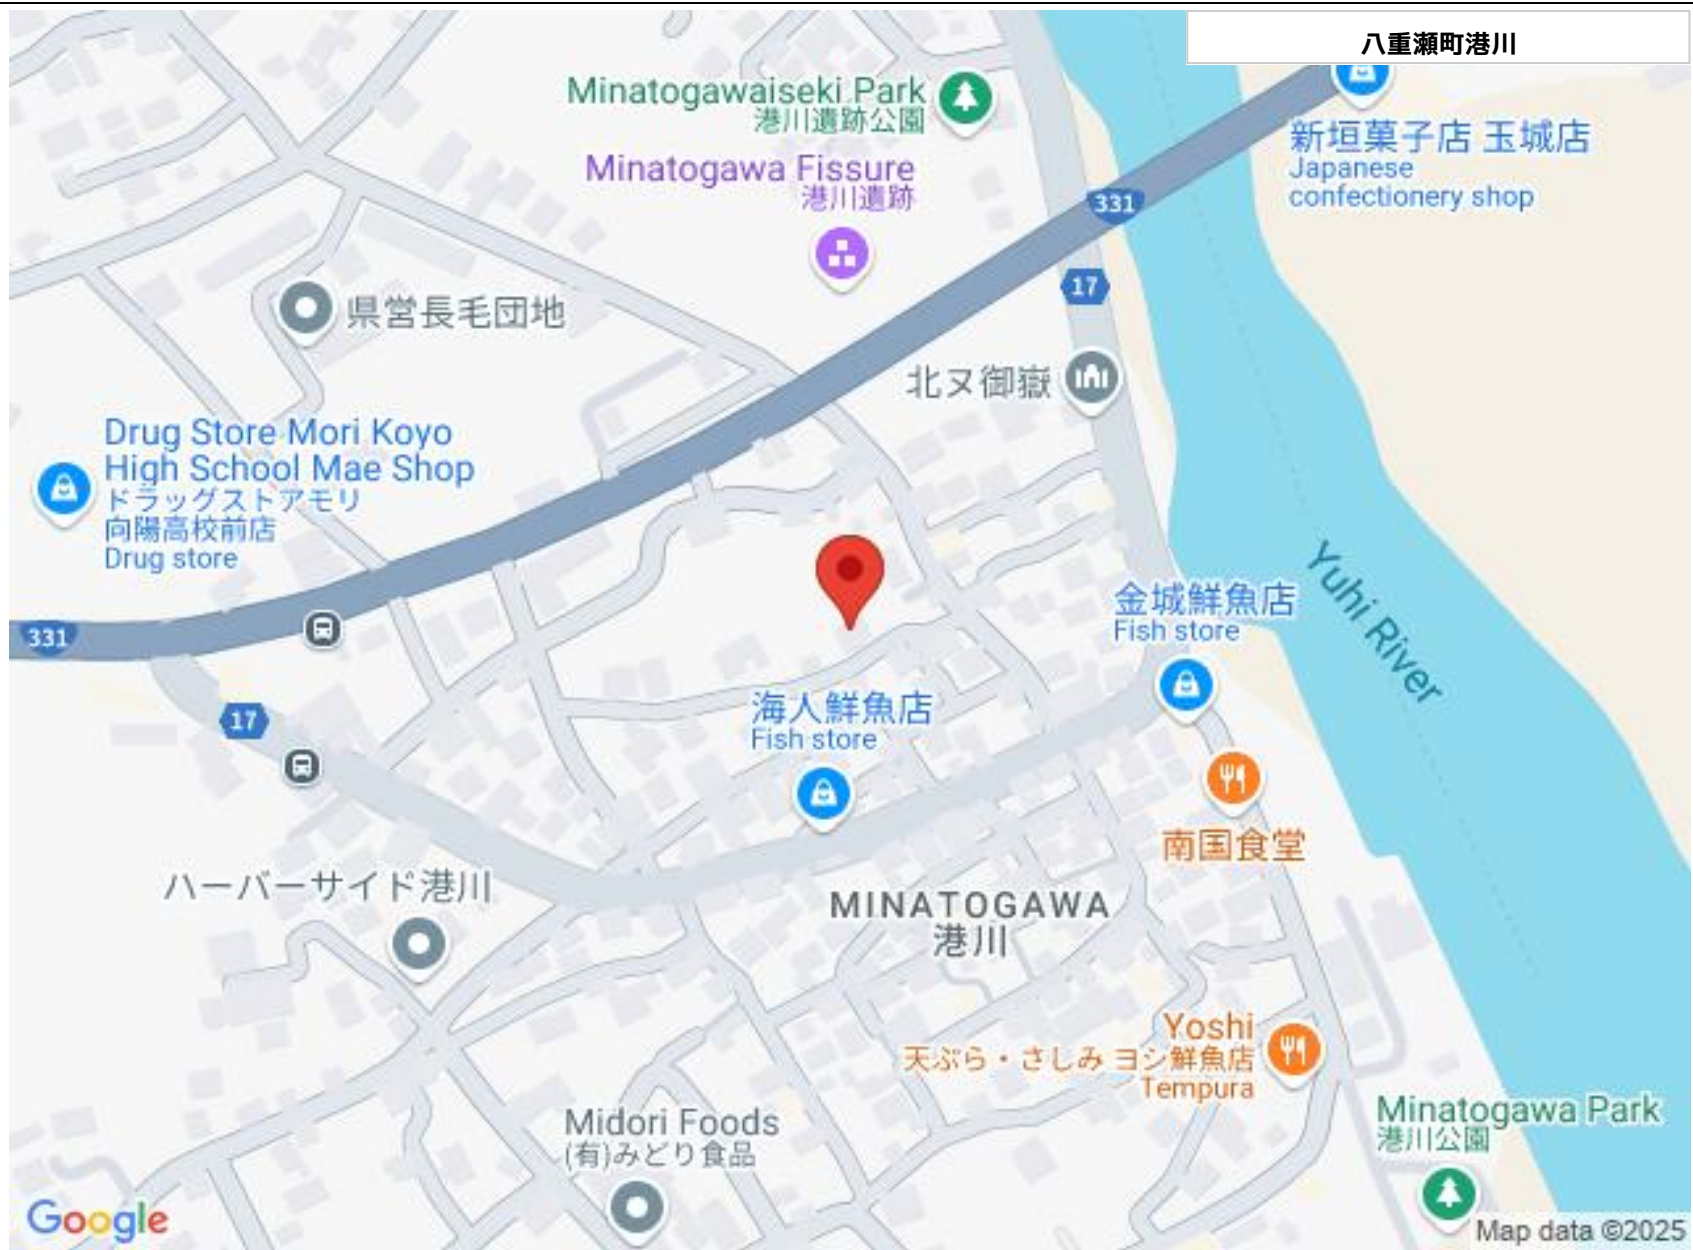 八重瀬町港川
Minatogawaiseki Park
港川遺跡公園
Minatogawa Fissure
港川遺跡
新垣菓子店 玉城店
Japanese
confectionery shop
331
17
県営長毛団地
北ヌ御嶽
Drug Store Mori Koyo
High School Mae Shop
ドラッグストアモリ
向陽高校前店
Drug store
Yuhi River
金城鮮魚店
Fish store
331
17
海人鮮魚店
Fish store
南国食堂
ハーバーサイド港川
MINATOGAWA
港川
Yoshi
天ぷら・さしみ ヨシ鮮魚店
Tempura
Midori Foods
(有)みどり食品
Minatogawa Park
港川公園
Google
Map data ©2025